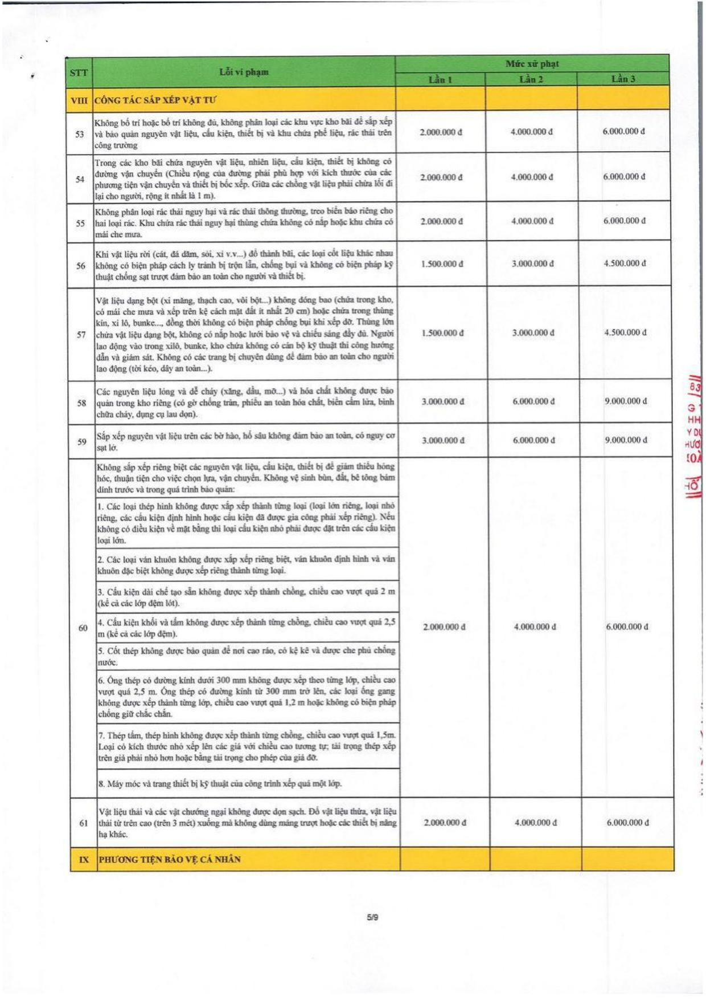 STT
Lỗi vi phạm
Mức xử phạt
Lần 1
Lần 2
Lần 3
VIII
CÔNG TÁC SẮP XẾP VẬT TƯ
53
Không bố trí hoặc bố trí không đủ, không phân loại các khu vực kho bãi để sắp xếp
và bảo quản nguyên vật liệu, cấu kiện, thiết bị và khu chứa phế liệu, rác thải trên
công trường
2.000.000 đ
4.000.000 đ
6.000.000 đ
54
Trong các kho bãi chứa nguyên vật liệu, nhiên liệu, cấu kiện, thiết bị không có
đường vận chuyển (Chiều rộng của đường phải phù hợp với kích thước của các
phương tiện vận chuyển và thiết bị bốc xếp. Giữa các chồng vật liệu phải chừa lối đi
lại cho người, rộng ít nhất là 1 m).
2.000.000 đ
4.000.000 đ
6.000.000 đ
55
Không phân loại rác thải nguy hại và rác thải thông thường, treo biển báo riêng cho
hai loại rác. Khu chứa rác thải nguy hại thùng chứa không có nắp hoặc khu chứa có
mái che mưa.
2.000.000 đ
4.000.000 đ
6.000.000 đ
56
Khi vật liệu rời (cát, đá dăm, sỏi, xỉ v.v...) đổ thành bãi, các loại cốt liệu khác nhau
không có biện pháp cách ly tránh bị trộn lẫn, chống bụi và không có biện pháp kỹ
thuật chống sạt trượt đảm bảo an toàn cho người và thiết bị.
1.500.000 đ
3.000.000 đ
4.500.000 đ
57
Vật liệu dạng bột (xi măng, thạch cao, vôi bột...) không đóng bao (chứa trong kho,
có mái che mưa và xếp trên kệ cách mặt đất ít nhất 20 cm) hoặc chứa trong thùng
kín, xi lô, bunke..., đồng thời không có biện pháp chống bụi khi xếp dỡ. Thùng lớn
chứa vật liệu dạng bột, không có nắp hoặc lưới bảo vệ và chiếu sáng đầy đủ. Người
lao động vào trong xilô, bunke, kho chứa không có cán bộ kỹ thuật thi công hướng
dẫn và giám sát. Không có các trang bị chuyên dùng để đảm bảo an toàn cho người
lao động (tời kéo, dây an toàn...).
1.500.000 đ
3.000.000 đ
4.500.000 đ
58
Các nguyên liệu lỏng và dễ cháy (xăng, dầu, mỡ...) và hóa chất không được bảo
quản trong kho riêng (có gờ chống tràn, phiếu an toàn hóa chất, biển cấm lửa, bình
chữa cháy, dụng cụ lau dọn).
3.000.000 đ
6.000.000 đ
9.000.000 đ
59
Sắp xếp nguyên vật liệu trên các bờ hào, hố sâu không đảm bảo an toàn, có nguy cơ
sạt lở.
3.000.000 đ
6.000.000 đ
9.000.000 đ
60
Không sắp xếp riêng biệt các nguyên vật liệu, cấu kiện, thiết bị để giảm thiểu hỏng
hóc, thuận tiện cho việc chọn lựa, vận chuyển. Không vệ sinh bùn, đất, bê tông bám
dính trước và trong quá trình bảo quản:
1. Các loại thép hình không được xắp xếp thành từng loại (loại lớn riêng, loại nhỏ
riêng, các cấu kiện định hình hoặc cấu kiện đã được gia công phải xếp riêng). Nếu
không có điều kiện về mặt bằng thì loại cấu kiện nhỏ phải được đặt trên các cấu kiện
loại lớn.
2. Các loại ván khuôn không được xắp xếp riêng biệt, ván khuôn định hình và ván
khuôn đặc biệt không được xếp riêng thành từng loại.
3. Cấu kiện dài chế tạo sẵn không được xếp thành chồng, chiều cao vượt quá 2 m
(kể cả các lớp đệm lót).
4. Cấu kiện khối và tấm không được xếp thành từng chồng, chiều cao vượt quá 2,5
m (kể cả các lớp đệm).
5. Cốt thép không được bảo quản để nơi cao ráo, có kệ kê và được che phủ chống
nước.
6. Ống thép có đường kính dưới 300 mm không được xếp theo từng lớp, chiều cao
vượt quá 2,5 m. Ống thép có đường kính từ 300 mm trở lên, các loại ống gang
không được xếp thành từng lớp, chiều cao vượt quá 1,2 m hoặc không có biện pháp
chống giữ chắc chắn.
7. Thép tấm, thép hình không được xếp thành từng chồng, chiều cao vượt quá 1,5m.
Loại có kích thước nhỏ xếp lên các giá với chiều cao tương tự; tải trọng thép xếp
trên giá phải nhỏ hơn hoặc bằng tải trọng cho phép của giá đỡ.
8. Máy móc và trang thiết bị kỹ thuật của công trình xếp quá một lớp.
2.000.000 đ
4.000.000 đ
6.000.000 đ
61
Vật liệu thải và các vật chướng ngại không được dọn sạch. Đổ vật liệu thừa, vật liệu
thải từ trên cao (trên 3 mét) xuống mà không dùng máng trượt hoặc các thiết bị nâng
hạ khác.
2.000.000 đ
4.000.000 đ
6.000.000 đ
IX
PHƯƠNG TIỆN BẢO VỆ CÁ NHÂN
5/9
83
G
HH
Y